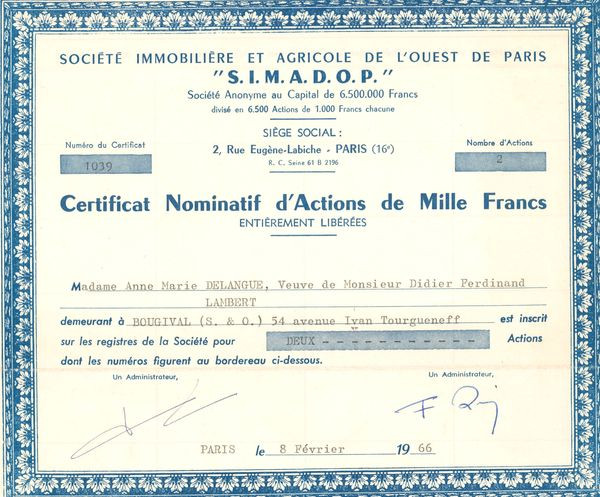 SOCIÉTÉ IMMOBILIÈRE ET AGRICOLE DE L'OUEST DE PARIS
"S.I.M.A.D.O.P."
Société Anonyme au Capital de 6.500.000 Francs
divisé en 6.500 Actions de 1.000 Francs chacune
SIÈGE SOCIAL :
Numéro du Certificat
1039
2, Rue Eugène-Labiche - PARIS (16e)
R. C. Seine 61 B 2196
Nombre d'Actions
2
Certificat Nominatif d'Actions de Mille Francs
ENTIÈREMENT LIBÉRÉES
Madame Anne Marie DELANGUE, Veuve de Monsieur Didier Ferdinand
LAMBERT
demeurant à BOUGIVAL (S. & O.) 54 avenue Ivan Tourgueneff est inscrit
sur les registres de la Société pour DEUX - - - - - - - - - - - Actions
dont les numéros figurent au bordereau ci-dessous.
Un Administrateur, Un Administrateur,
PARIS le 8 Février 1966